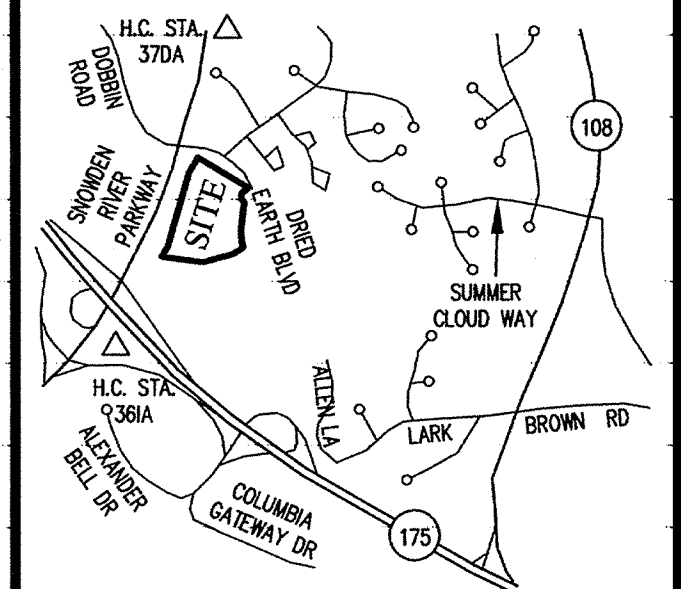 H.C. STA.
37DA
DOBBIN
ROAD
108
SNOWDEN
RIVER
PARKWAY
SITE
DRIED
EARTH BLVD
SUMMER
CLOUD WAY
H.C. STA.
361A
ALLEN LA
LARK BROWN RD
ALEXANDER
BELL DR
COLUMBIA
GATEWAY DR
175